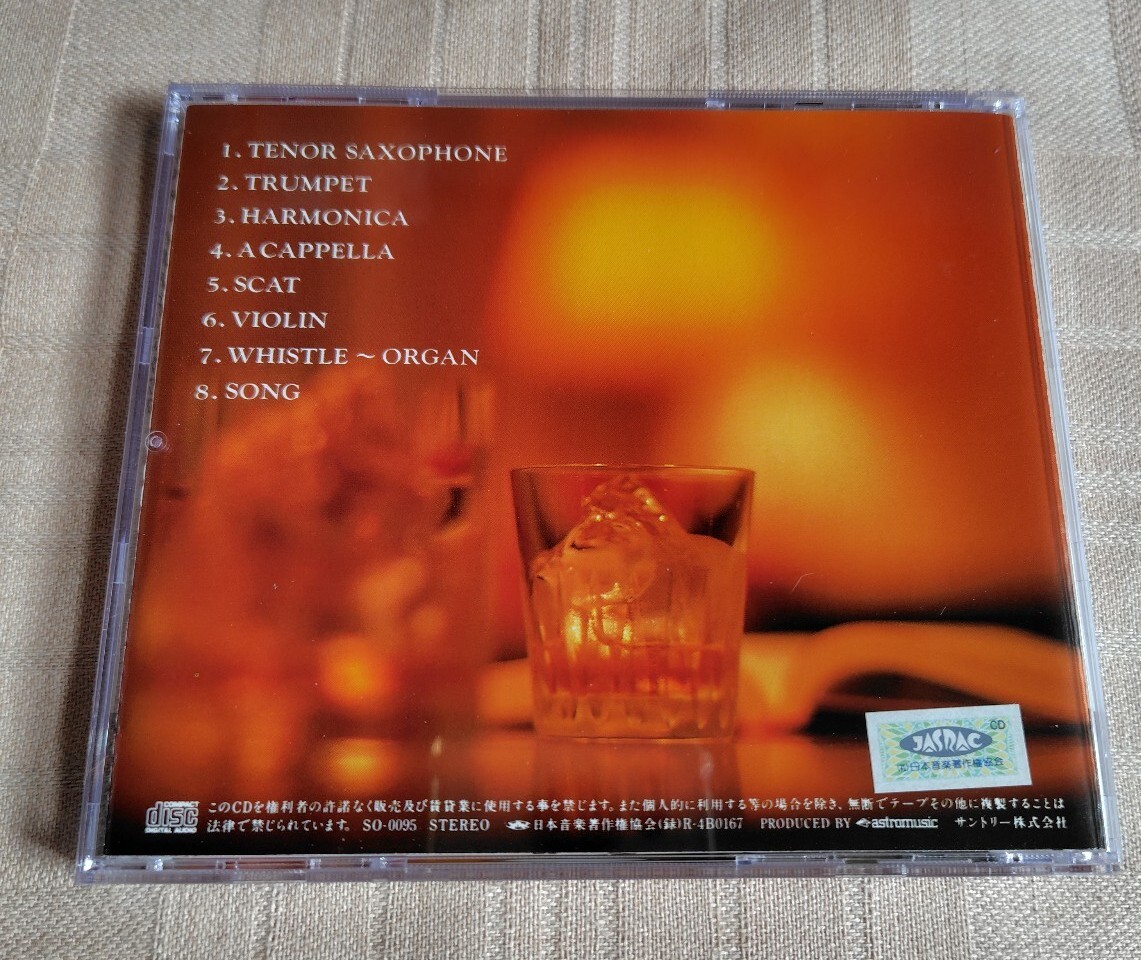 1. TENOR SAXOPHONE
2. TRUMPET
3. HARMONICA
4. A CAPPELLA
5. SCAT
6. VIOLIN
7. WHISTLE ~ ORGAN
8. SONG
CD
JASRAC
(社)日本音楽著作権協会
COMPACT
disc
DIGITAL AUDIO
このCDを権利者の許諾なく販売及び賃貸業に使用する事を禁じます。また個人的に利用する等の場合を除き、無断でテープその他に複製することは
法律で禁じられています。 SO-0095 STEREO 日本音楽著作権協会(録)R-4B0167 PRODUCED BY astromusic サントリー株式会社